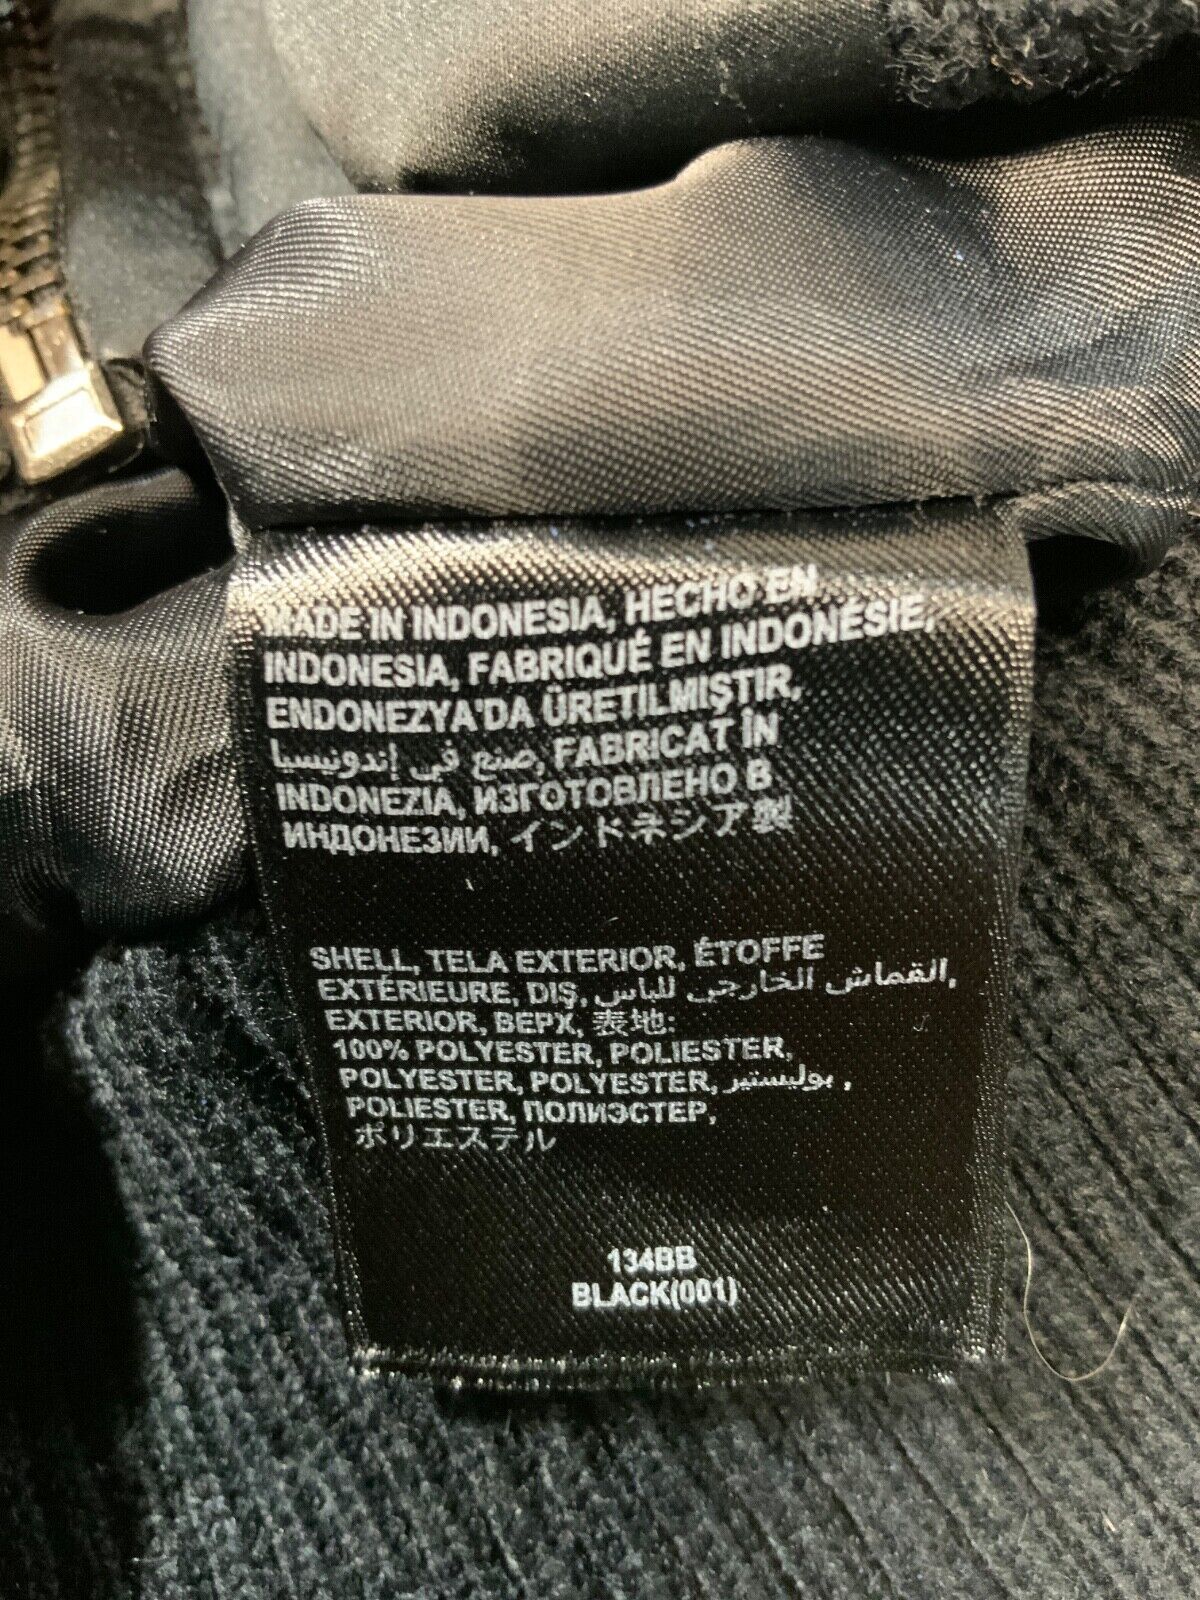 MADE IN INDONESIA, HECHO EN
INDONESIA, FABRIQUÉ EN INDONÉSIE,
ENDONEZYA'DA ÜRETILMIŞTIR,
صنع في إندونيسيا, FABRICAT ÎN
INDONEZIA, ИЗГОТОВЛЕНО В
ИНДОНЕЗИИ, インドネシア製
SHELL, TELA EXTERIOR, ÉTOFFE
EXTÉRIEURE, DIŞ, القماش الخارجي للباس,
EXTERIOR, ВЕРХ, 表地:
100% POLYESTER, POLIESTER,
POLYESTER, POLYESTER, بوليستير,
POLIESTER, ПОЛИЭСТЕР,
ポリエステル
134BB
BLACK(001)